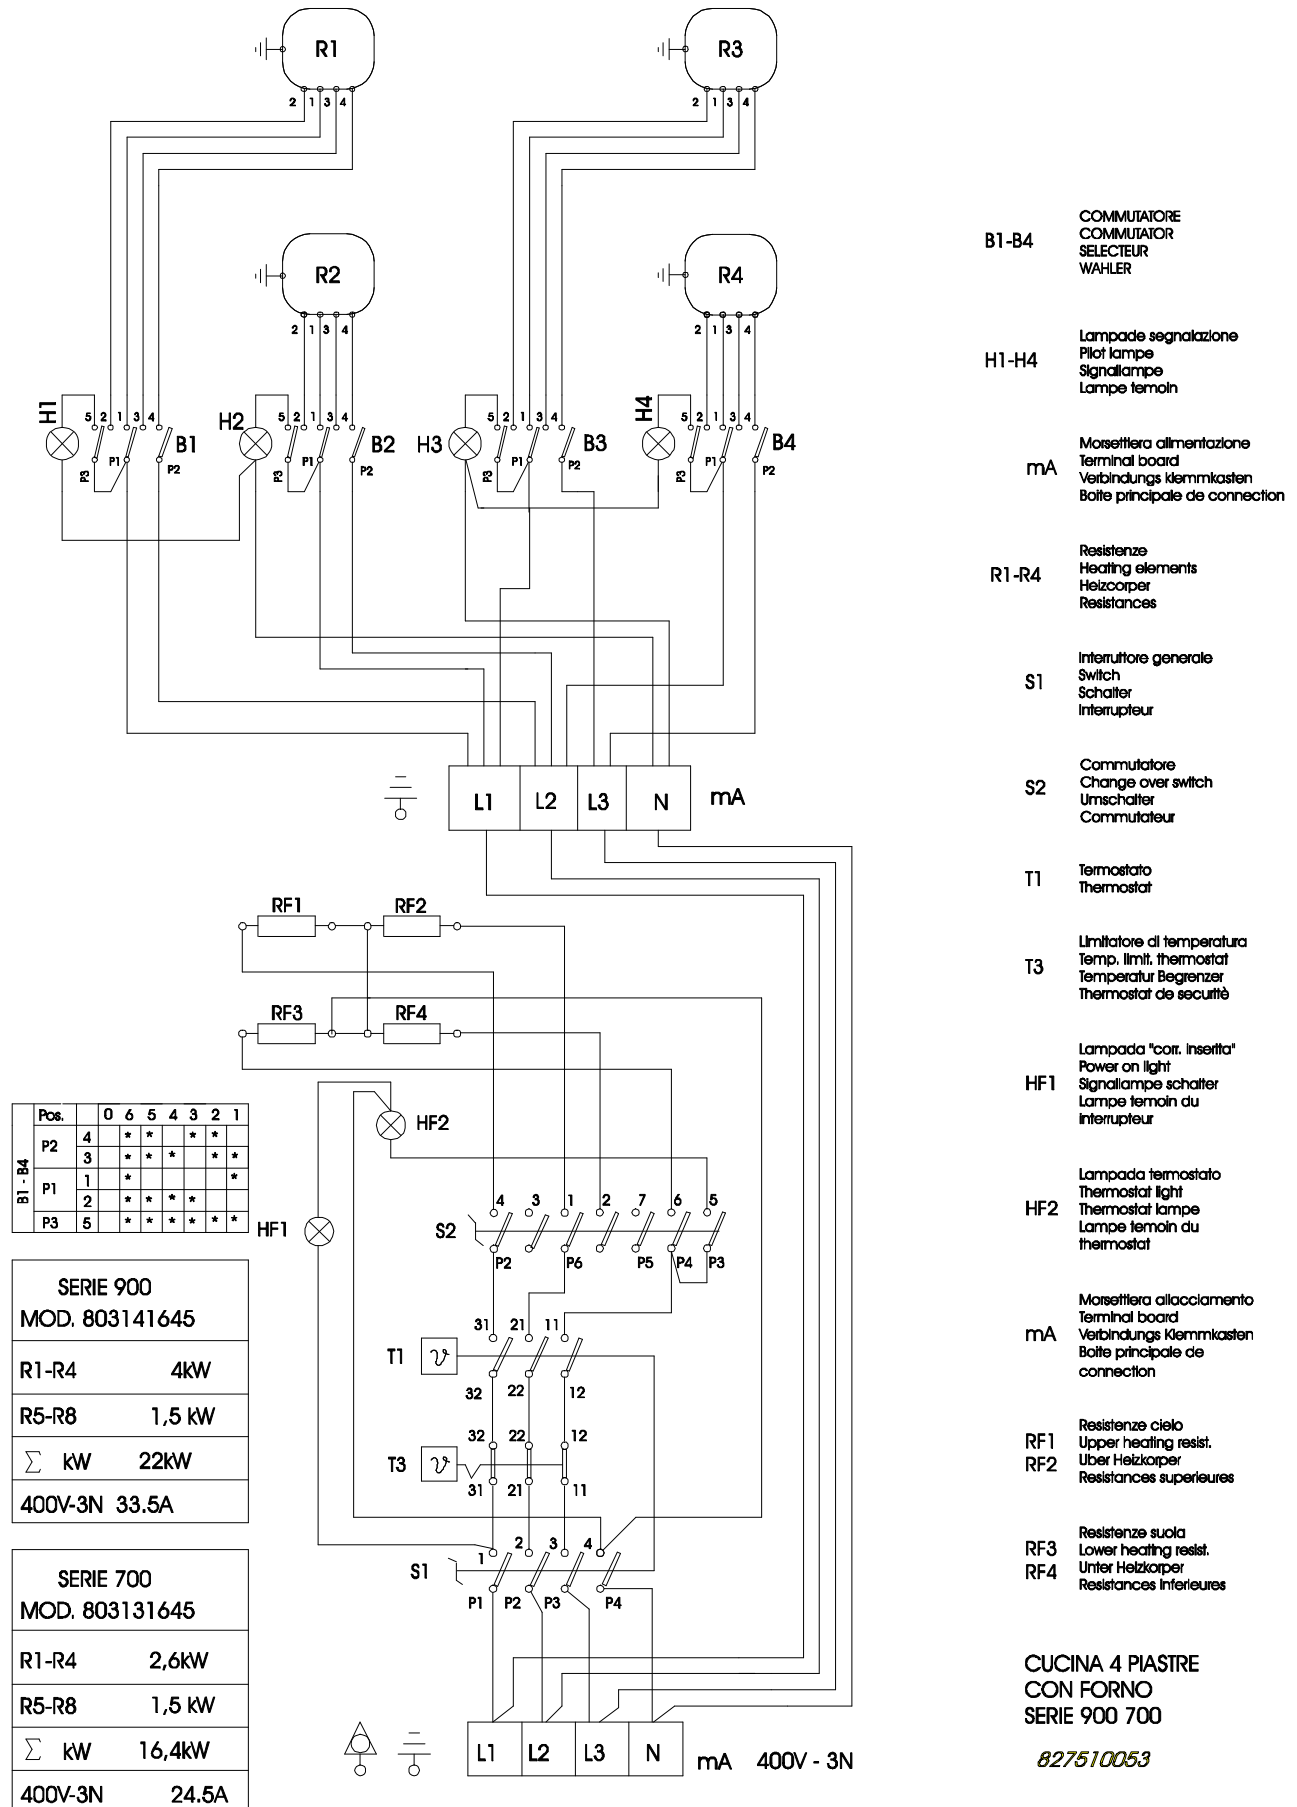 R1
R3
2 1 3 4
2 1 3 4
R2
R4
2 1 3 4
2 1 3 4
H1
5 2 1 3 4
P3 P1 P2
B1
H2
5 2 1 3 4
P3 P1 P2
B2
H3
5 2 1 3 4
P3 P1 P2
B3
H4
5 2 1 3 4
P3 P1 P2
B4
L1 L2 L3 N mA
RF1 RF2
RF3 RF4
HF2
HF1
Pos. 0 6 5 4 3 2 1
B1 - B4
P2 4 * * * *
3 * * * * *
P1 1 * *
2 * * * *
P3 5 * * * * * *
S2
4 3 1 2 7 6 5
P2 P6 P5 P4 P3
31 21 11
T1 𝜗
32 22 12
32 22 12
T3 𝜗
31 21 11
S1
1 2 3 4
P1 P2 P3 P4
L1 L2 L3 N mA 400V - 3N
SERIE 900
MOD. 803141645
R1-R4 4kW
R5-R8 1,5 kW
∑ kW 22kW
400V-3N 33.5A
SERIE 700
MOD. 803131645
R1-R4 2,6kW
R5-R8 1,5 kW
∑ kW 16,4kW
400V-3N 24.5A
B1-B4
COMMUTATORE
COMMUTATOR
SELECTEUR
WAHLER
H1-H4
Lampade segnalazione
Pilot lampe
Signallampe
Lampe temoin
mA
Morsettiera alimentazione
Terminal board
Verbindungs klemmkasten
Boite principale de connection
R1-R4
Resistenze
Heating elements
Heizcorper
Resistances
S1
Interruttore generale
Switch
Schalter
Interrupteur
S2
Commutatore
Change over switch
Umschalter
Commutateur
T1
Termostato
Thermostat
T3
Limitatore di temperatura
Temp. limit. thermostat
Temperatur Begrenzer
Thermostat de securitè
HF1
Lampada "corr. inserita"
Power on light
Signallampe schalter
Lampe temoin du
interrupteur
HF2
Lampada termostato
Thermostat light
Thermostat lampe
Lampe temoin du
thermostat
mA
Morsettiera allacciamento
Terminal board
Verbindungs Klemmkasten
Boite principale de
connection
RF1
RF2
Resistenze cielo
Upper heating resist.
Uber Heizkorper
Resistances superieures
RF3
RF4
Resistenze suola
Lower heating resist.
Unter Heizkorper
Resistances inferieures
CUCINA 4 PIASTRE
CON FORNO
SERIE 900 700
827510053